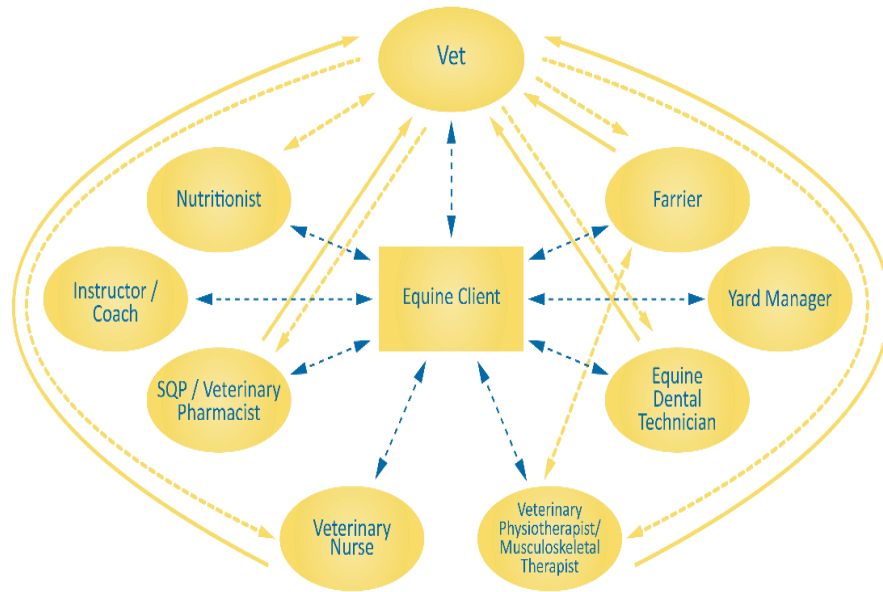 Vet
Nutritionist
Farrier
Instructor /
Coach
Equine Client
Yard Manager
SQP / Veterinary
Pharmacist
Equine
Dental
Technician
Veterinary
Nurse
Veterinary
Physiotherapist/
Musculoskeletal
Therapist